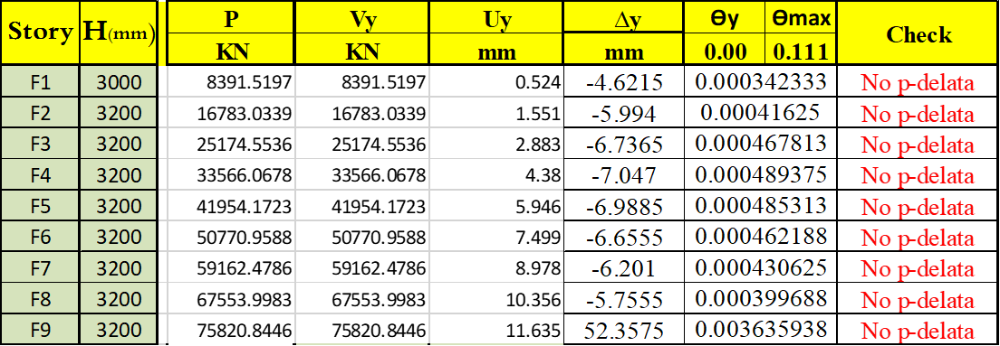 Story H(mm) P Vy Uy Δy Θy Θmax Check
KN KN mm mm 0.00 0.111
F1 3000 8391.5197 8391.5197 0.524 -4.6215 0.000342333 No p-delata
F2 3200 16783.0339 16783.0339 1.551 -5.994 0.00041625 No p-delata
F3 3200 25174.5536 25174.5536 2.883 -6.7365 0.000467813 No p-delata
F4 3200 33566.0678 33566.0678 4.38 -7.047 0.000489375 No p-delata
F5 3200 41954.1723 41954.1723 5.946 -6.9885 0.000485313 No p-delata
F6 3200 50770.9588 50770.9588 7.499 -6.6555 0.000462188 No p-delata
F7 3200 59162.4786 59162.4786 8.978 -6.201 0.000430625 No p-delata
F8 3200 67553.9983 67553.9983 10.356 -5.7555 0.000399688 No p-delata
F9 3200 75820.8446 75820.8446 11.635 52.3575 0.003635938 No p-delata